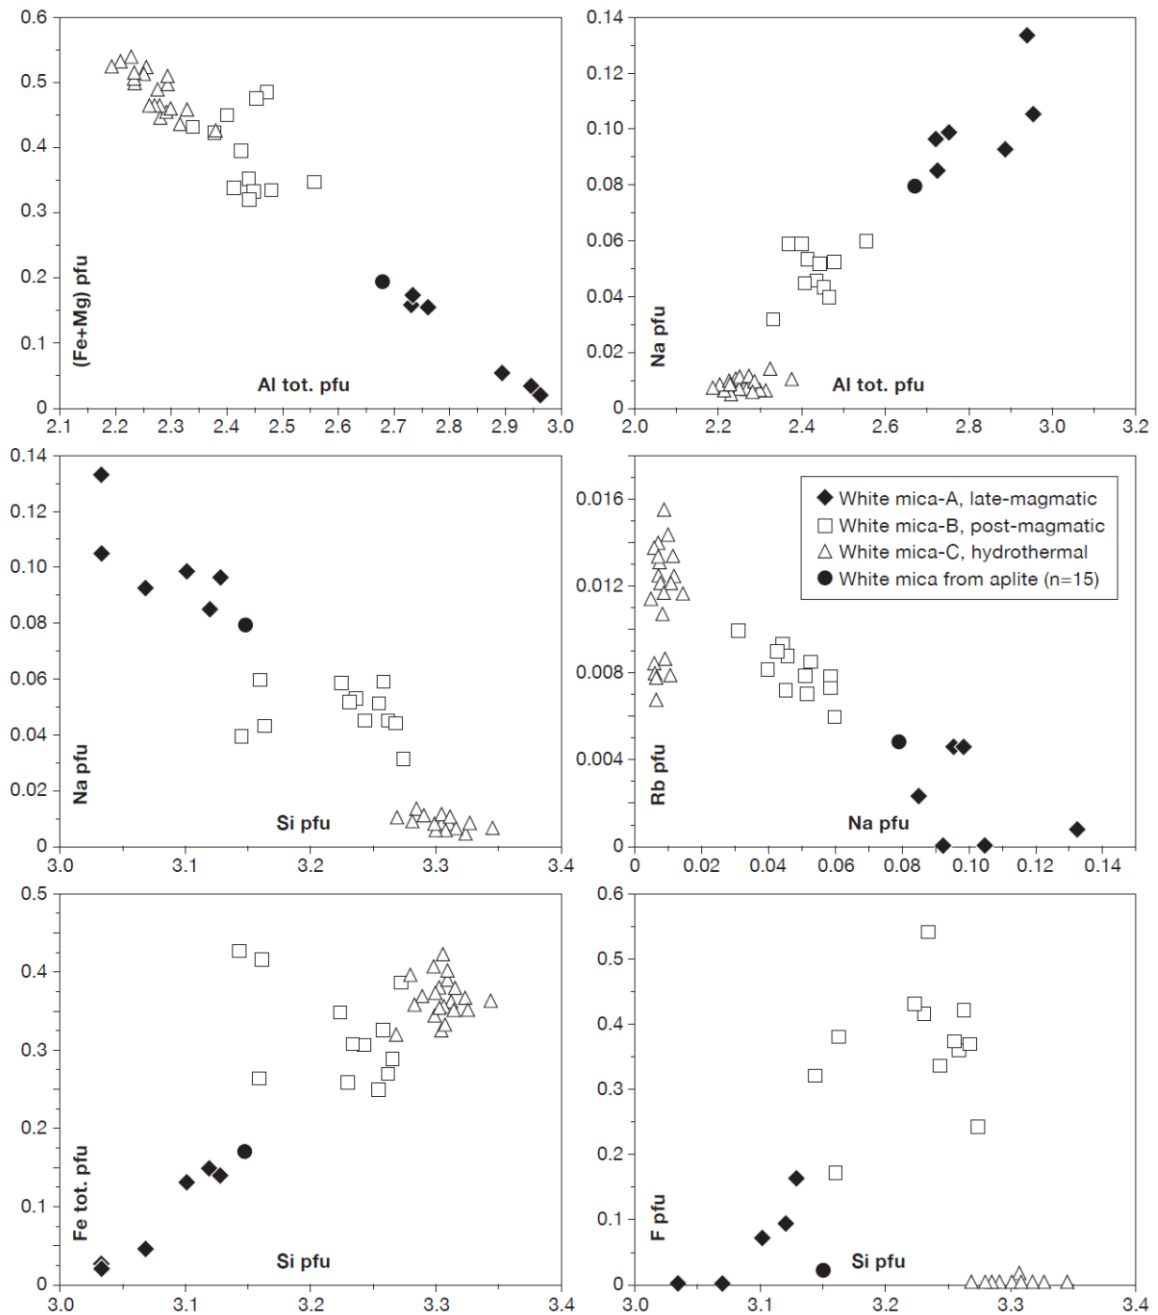 0.6
0.5
0.4
0.3
0.2
0.1
0
(Fe+Mg) pfu
Al tot. pfu
2.1 2.2 2.3 2.4 2.5 2.6 2.7 2.8 2.9 3.0
0.14
0.12
0.10
0.08
0.06
0.04
0.02
0
Na pfu
Al tot. pfu
2.0 2.2 2.4 2.6 2.8 3.0 3.2
0.14
0.12
0.10
0.08
0.06
0.04
0.02
0
Na pfu
Si pfu
3.0 3.1 3.2 3.3 3.4
0.016
0.012
0.008
0.004
0
Rb pfu
White mica-A, late-magmatic
White mica-B, post-magmatic
White mica-C, hydrothermal
White mica from aplite (n=15)
Na pfu
0 0.02 0.04 0.06 0.08 0.10 0.12 0.14
0.5
0.4
0.3
0.2
0.1
0
Fe tot. pfu
Si pfu
3.0 3.1 3.2 3.3 3.4
0.6
0.5
0.4
0.3
0.2
0.1
0
F pfu
Si pfu
3.0 3.1 3.2 3.3 3.4